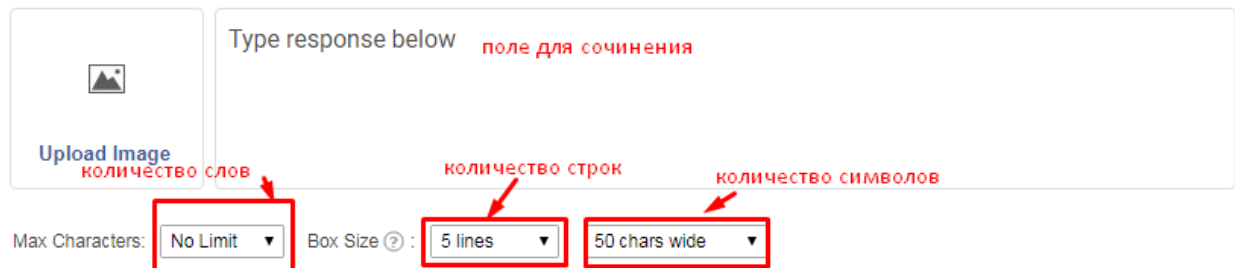 Type response below
поле для сочинения
Upload Image
количество слов
количество строк
количество символов
Max Characters: No Limit Box Size ? : 5 lines 50 chars wide